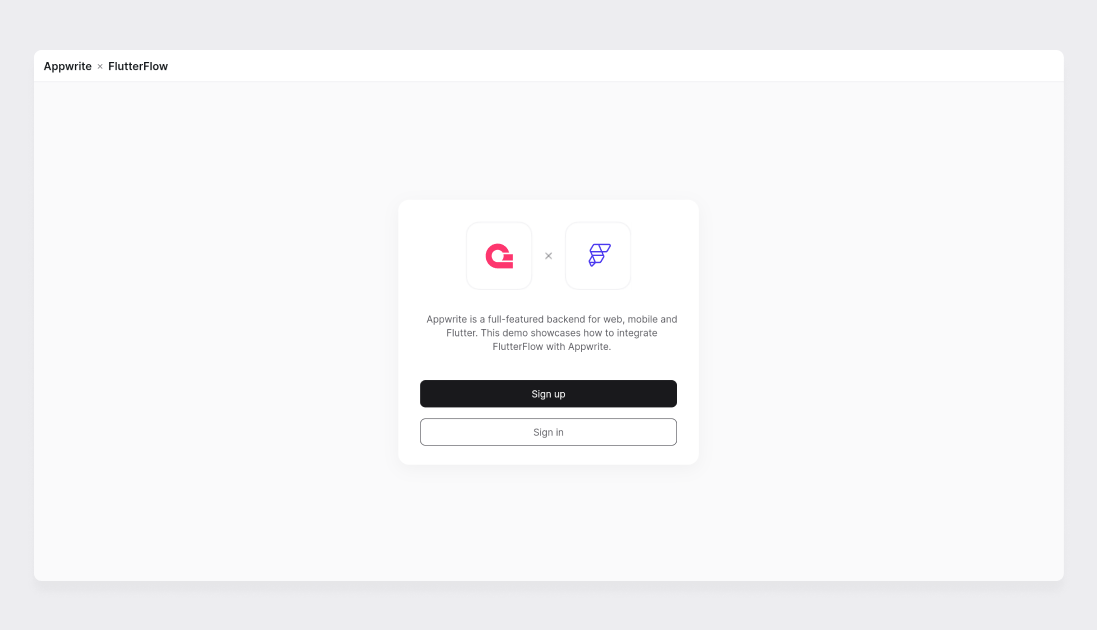 Appwrite × FlutterFlow
×
Appwrite is a full-featured backend for web, mobile and
Flutter. This demo showcases how to integrate
FlutterFlow with Appwrite.
Sign up
Sign in